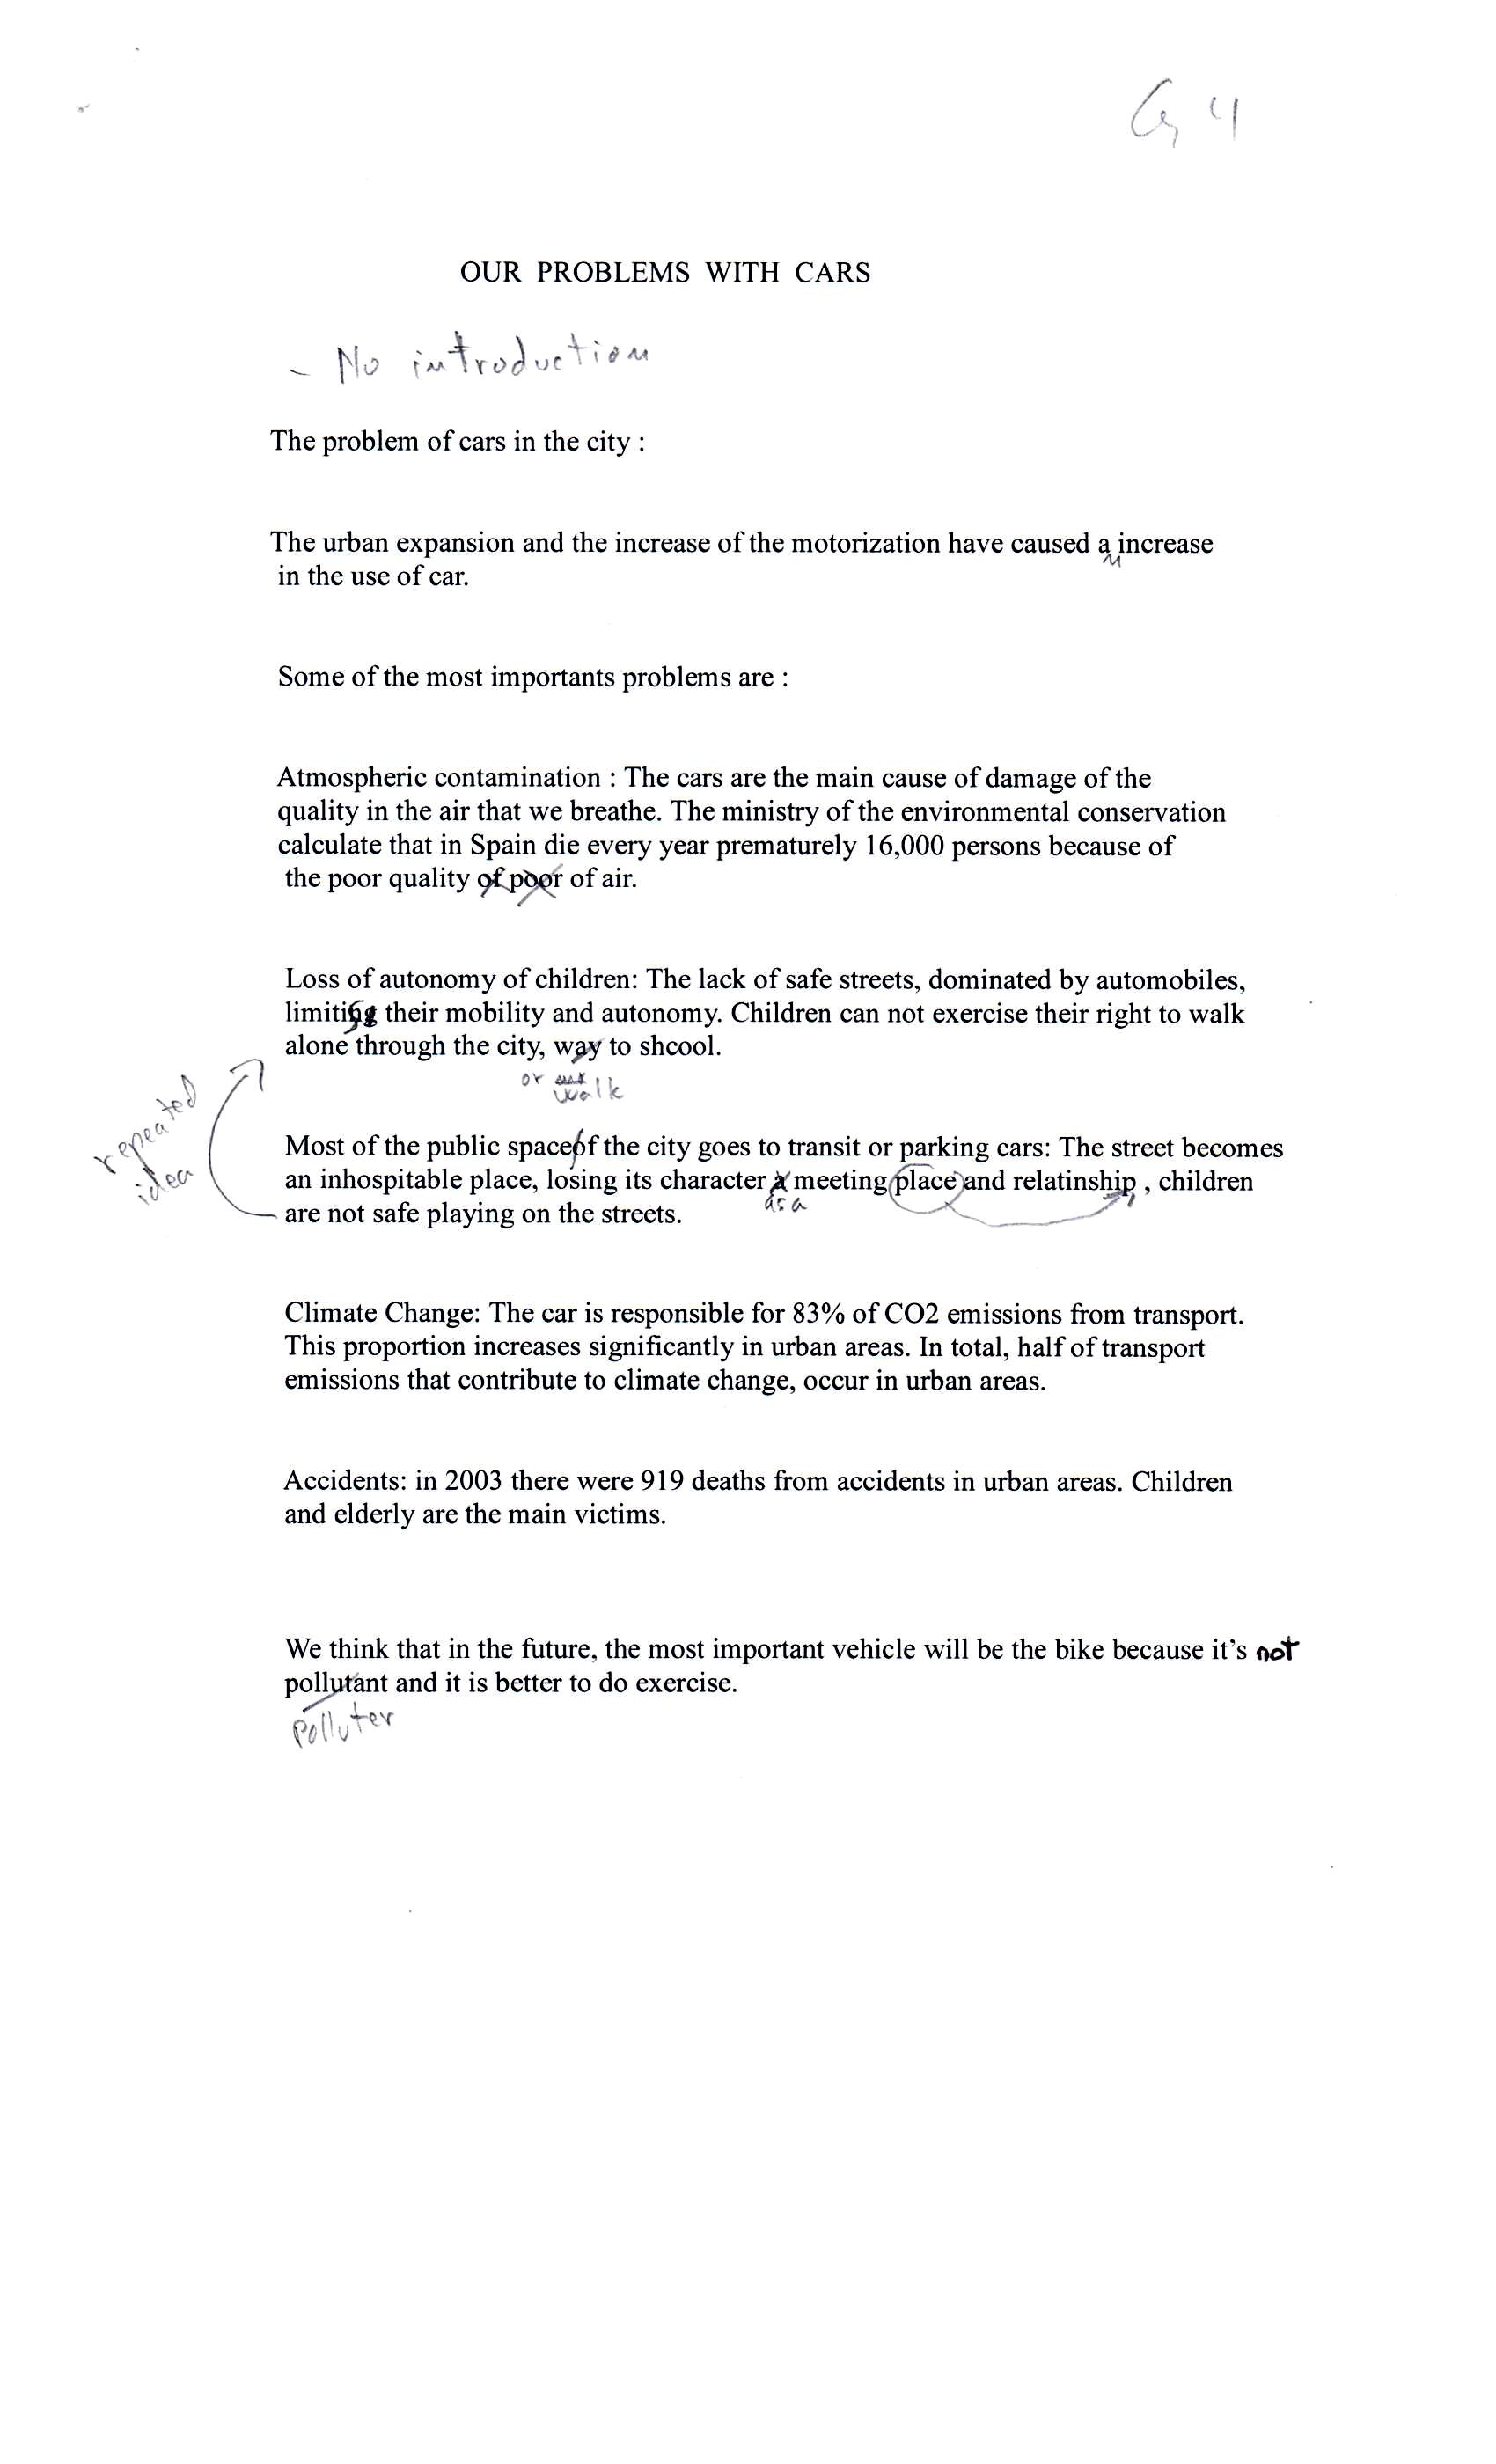 G 4
OUR PROBLEMS WITH CARS
- No introduction
The problem of cars in the city :
The urban expansion and the increase of the motorization have caused a increase
n
in the use of car.
Some of the most importants problems are :
Atmospheric contamination : The cars are the main cause of damage of the
quality in the air that we breathe. The ministry of the environmental conservation
calculate that in Spain die every year prematurely 16,000 persons because of
the poor quality of poor of air.
Loss of autonomy of children: The lack of safe streets, dominated by automobiles,
limiting their mobility and autonomy. Children can not exercise their right to walk
alone through the city, way to shcool.
or walk
repeated
idea
Most of the public space of the city goes to transit or parking cars: The street becomes
an inhospitable place, losing its character a meeting place and relatinship , children
as a
are not safe playing on the streets.
Climate Change: The car is responsible for 83% of CO2 emissions from transport.
This proportion increases significantly in urban areas. In total, half of transport
emissions that contribute to climate change, occur in urban areas.
Accidents: in 2003 there were 919 deaths from accidents in urban areas. Children
and elderly are the main victims.
We think that in the future, the most important vehicle will be the bike because it's not
pollutant and it is better to do exercise.
polluter